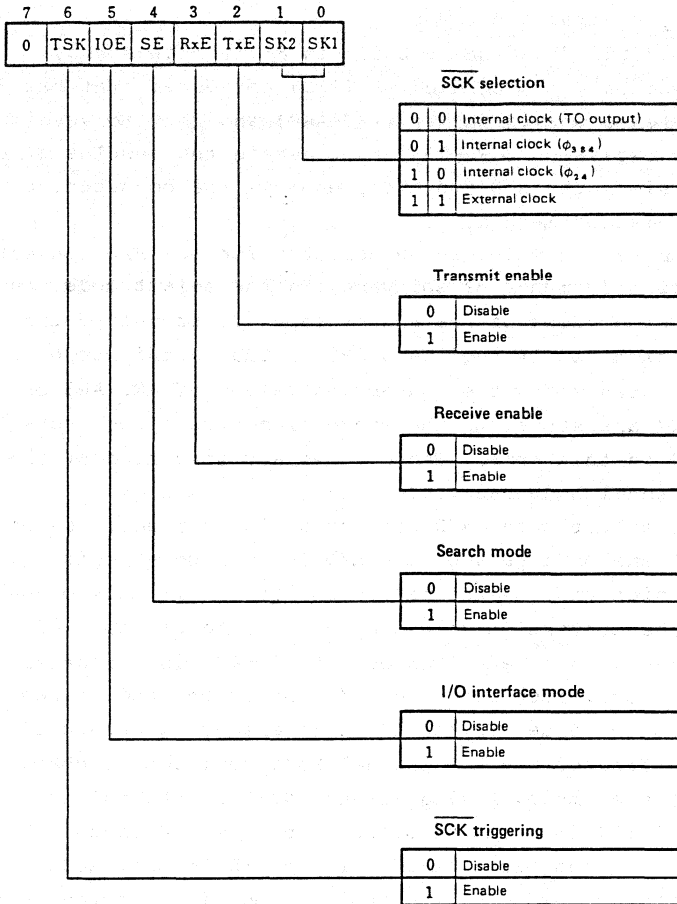 7 6 5 4 3 2 1 0
0 TSK IOE SE RxE TxE SK2 SK1
SCK selection
0 0 Internal clock (TO output)
0 1 Internal clock (ϕ₃₈₄)
1 0 Internal clock (ϕ₂₄)
1 1 External clock
Transmit enable
0 Disable
1 Enable
Receive enable
0 Disable
1 Enable
Search mode
0 Disable
1 Enable
I/O interface mode
0 Disable
1 Enable
SCK triggering
0 Disable
1 Enable